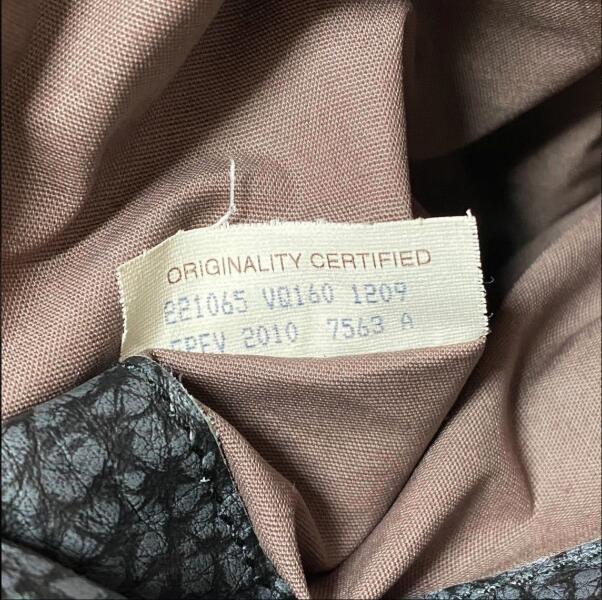 ORIGINALITY CERTIFIED
221065 VQ160 1209
2010 7563 A